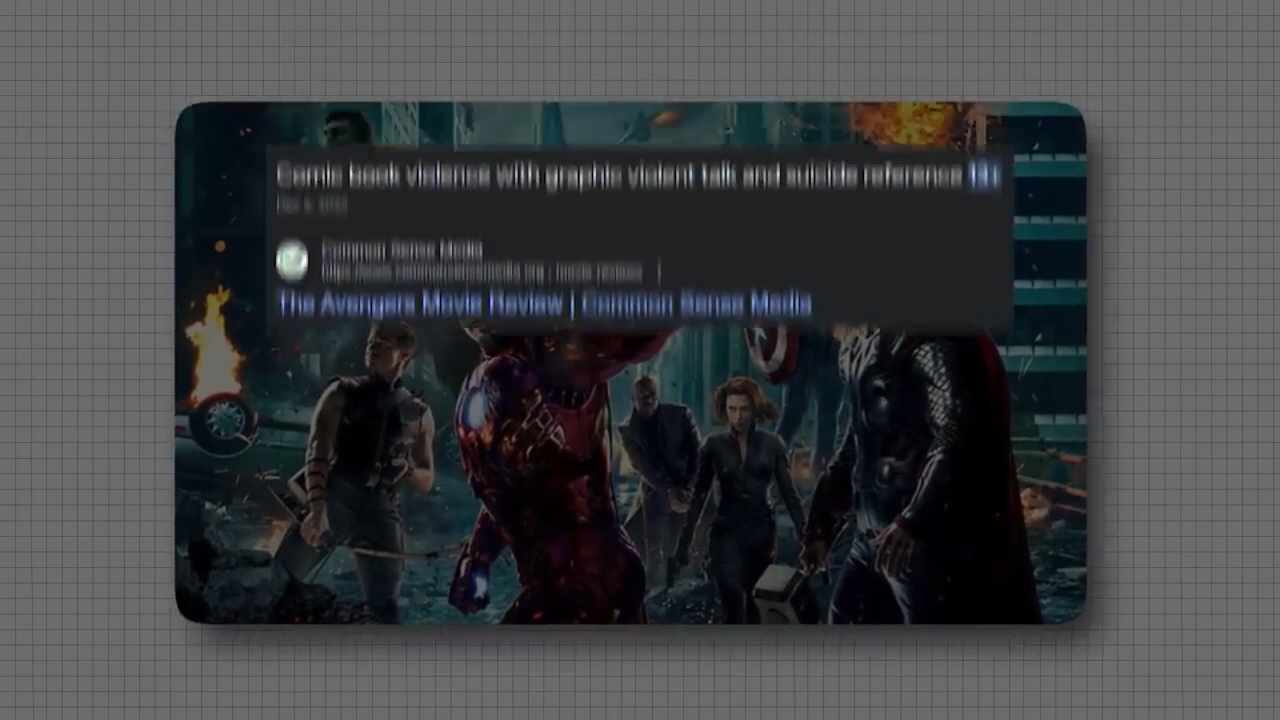 Comic book violence with graphic violent talk and suicide reference
Common Sense Media
The Avengers Movie Review | Common Sense Media